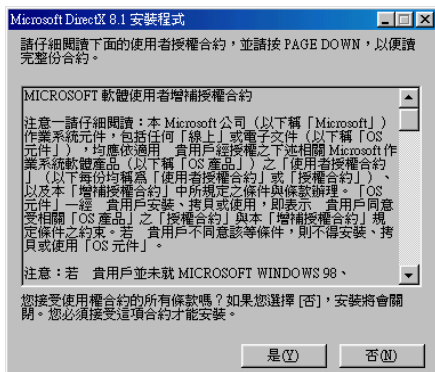 Microsoft DirectX 8.1 安裝程式
請仔細閱讀下面的使用者授權合約，並請按 PAGE DOWN，以便讀
完整份合約。
MICROSOFT 軟體使用者增補授權合約
注意一請仔細閱讀：本 Microsoft 公司（以下稱「Microsoft」）
作業系統元件，包括任何「線上」或電子文件（以下稱「OS
元件」），均應依適用　貴用戶經授權之下述相關 Microsoft 作
業系統軟體產品（以下稱「OS 產品」）之「使用者授權合約
」（以下每份均稱為「使用者授權合約」或「授權合約」）、
以及本「增補授權合約」中所規定之條件與條款辦理。「OS
元件」一經　貴用戶安裝、拷貝或使用，即表示　貴用戶同意
受相關「OS 產品」之「授權合約」與本「增補授權合約」規
定條件之約束。若　貴用戶不同意該等條件，則不得安裝、拷
貝或使用「OS 元件」。
注意：若　貴用戶並未就 MICROSOFT WINDOWS 98、
您接受使用權合約的所有條款嗎？如果您選擇 [否]，安裝將會關
閉。您必須接受這項合約才能安裝。
是(Y)
否(N)